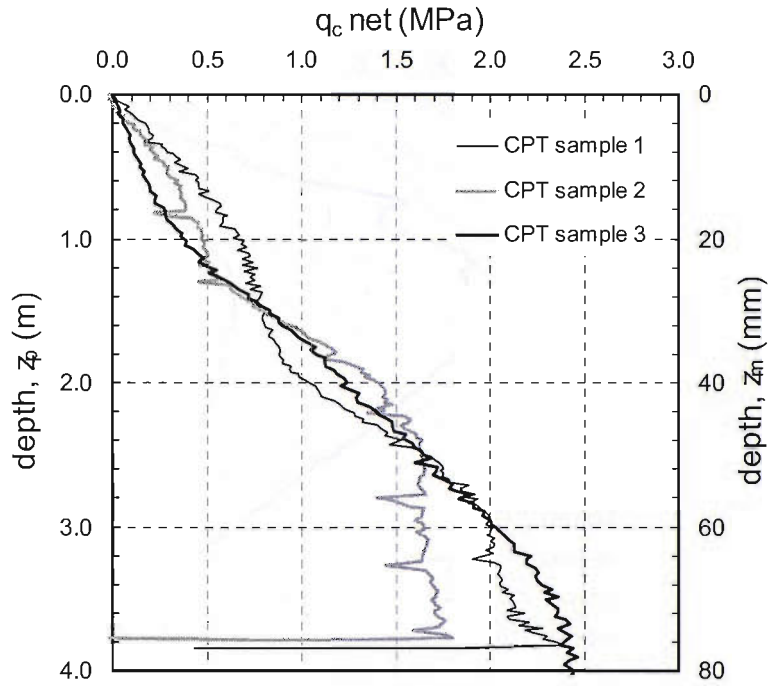 q_c net (MPa)
0.0 0.5 1.0 1.5 2.0 2.5 3.0
0.0 0
CPT sample 1
CPT sample 2
CPT sample 3
1.0 20
2.0 40
3.0 60
4.0 80
depth, z_p (m)
depth, z_m (mm)